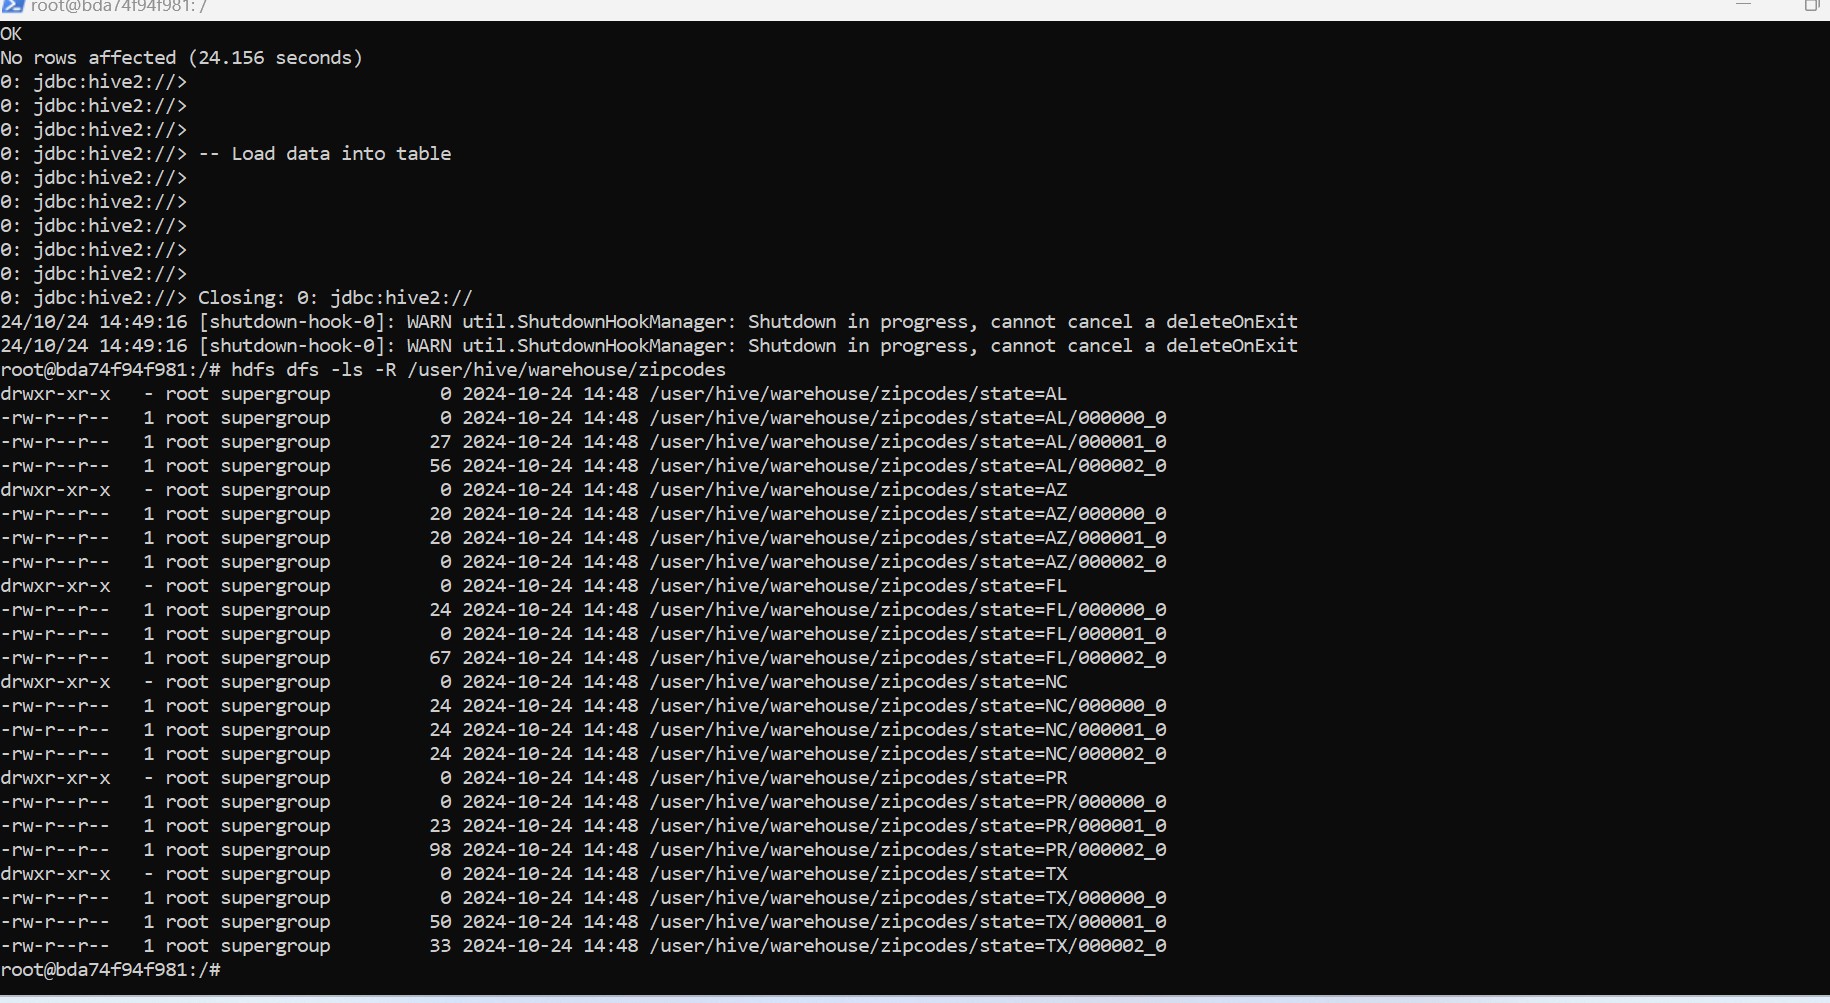 root@bda74f94f981: /
OK
No rows affected (24.156 seconds)
0: jdbc:hive2://>
0: jdbc:hive2://>
0: jdbc:hive2://>
0: jdbc:hive2://> -- Load data into table
0: jdbc:hive2://>
0: jdbc:hive2://>
0: jdbc:hive2://>
0: jdbc:hive2://>
0: jdbc:hive2://>
0: jdbc:hive2://> Closing: 0: jdbc:hive2://
24/10/24 14:49:16 [shutdown-hook-0]: WARN util.ShutdownHookManager: Shutdown in progress, cannot cancel a deleteOnExit
24/10/24 14:49:16 [shutdown-hook-0]: WARN util.ShutdownHookManager: Shutdown in progress, cannot cancel a deleteOnExit
root@bda74f94f981:/# hdfs dfs -ls -R /user/hive/warehouse/zipcodes
drwxr-xr-x   - root supergroup          0 2024-10-24 14:48 /user/hive/warehouse/zipcodes/state=AL
-rw-r--r--   1 root supergroup          0 2024-10-24 14:48 /user/hive/warehouse/zipcodes/state=AL/000000_0
-rw-r--r--   1 root supergroup         27 2024-10-24 14:48 /user/hive/warehouse/zipcodes/state=AL/000001_0
-rw-r--r--   1 root supergroup         56 2024-10-24 14:48 /user/hive/warehouse/zipcodes/state=AL/000002_0
drwxr-xr-x   - root supergroup          0 2024-10-24 14:48 /user/hive/warehouse/zipcodes/state=AZ
-rw-r--r--   1 root supergroup         20 2024-10-24 14:48 /user/hive/warehouse/zipcodes/state=AZ/000000_0
-rw-r--r--   1 root supergroup         20 2024-10-24 14:48 /user/hive/warehouse/zipcodes/state=AZ/000001_0
-rw-r--r--   1 root supergroup          0 2024-10-24 14:48 /user/hive/warehouse/zipcodes/state=AZ/000002_0
drwxr-xr-x   - root supergroup          0 2024-10-24 14:48 /user/hive/warehouse/zipcodes/state=FL
-rw-r--r--   1 root supergroup         24 2024-10-24 14:48 /user/hive/warehouse/zipcodes/state=FL/000000_0
-rw-r--r--   1 root supergroup          0 2024-10-24 14:48 /user/hive/warehouse/zipcodes/state=FL/000001_0
-rw-r--r--   1 root supergroup         67 2024-10-24 14:48 /user/hive/warehouse/zipcodes/state=FL/000002_0
drwxr-xr-x   - root supergroup          0 2024-10-24 14:48 /user/hive/warehouse/zipcodes/state=NC
-rw-r--r--   1 root supergroup         24 2024-10-24 14:48 /user/hive/warehouse/zipcodes/state=NC/000000_0
-rw-r--r--   1 root supergroup         24 2024-10-24 14:48 /user/hive/warehouse/zipcodes/state=NC/000001_0
-rw-r--r--   1 root supergroup         24 2024-10-24 14:48 /user/hive/warehouse/zipcodes/state=NC/000002_0
drwxr-xr-x   - root supergroup          0 2024-10-24 14:48 /user/hive/warehouse/zipcodes/state=PR
-rw-r--r--   1 root supergroup          0 2024-10-24 14:48 /user/hive/warehouse/zipcodes/state=PR/000000_0
-rw-r--r--   1 root supergroup         23 2024-10-24 14:48 /user/hive/warehouse/zipcodes/state=PR/000001_0
-rw-r--r--   1 root supergroup         98 2024-10-24 14:48 /user/hive/warehouse/zipcodes/state=PR/000002_0
drwxr-xr-x   - root supergroup          0 2024-10-24 14:48 /user/hive/warehouse/zipcodes/state=TX
-rw-r--r--   1 root supergroup          0 2024-10-24 14:48 /user/hive/warehouse/zipcodes/state=TX/000000_0
-rw-r--r--   1 root supergroup         50 2024-10-24 14:48 /user/hive/warehouse/zipcodes/state=TX/000001_0
-rw-r--r--   1 root supergroup         33 2024-10-24 14:48 /user/hive/warehouse/zipcodes/state=TX/000002_0
root@bda74f94f981:/#